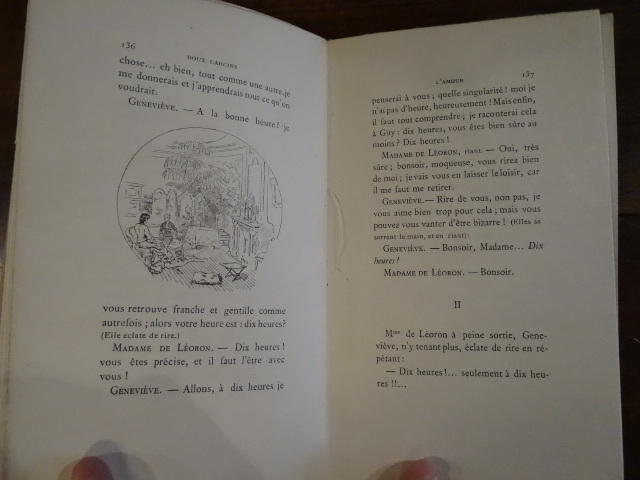 136
DOUX LARCINS
chose... eh bien, tout comme une autre, je
me donnerais et j'apprendrais tout ce qu'on
voudrait.
GENEVIÈVE. — A la bonne heure! je
vous retrouve franche et gentille comme
autrefois; alors votre heure est : dix heures?
(Elle éclate de rire.)
MADAME DE LÉORON. — Dix heures!
vous êtes précise, et il faut l'être avec
vous!
GENEVIÈVE. — Allons, à dix heures je
L'AMOUR
137
penserai à vous; quelle singularité! moi je
n'ai pas d'heure, heureusement! Mais enfin,
il faut tout comprendre; je raconterai cela
à Guy: dix heures, vous êtes bien sûre au
moins? Dix heures!
MADAME DE LÉORON, riant. — Oui, très
sûre; bonsoir, moqueuse, vous rirez bien
de moi; je vais vous en laisser le loisir, car
il me faut me retirer.
GENEVIÈVE. — Rire de vous, non pas, je
vous aime bien trop pour cela; mais vous
pouvez vous vanter d'être bizarre! (Elles se
serrent la main, et en riant):
GENEVIÈVE. — Bonsoir, Madame... Dix
heures!
MADAME DE LÉORON. — Bonsoir.
II
Mme de Léoron à peine sortie, Gene-
viève, n'y tenant plus, éclate de rire en ré-
pétant:
— Dix heures!... seulement à dix heu-
res!!...